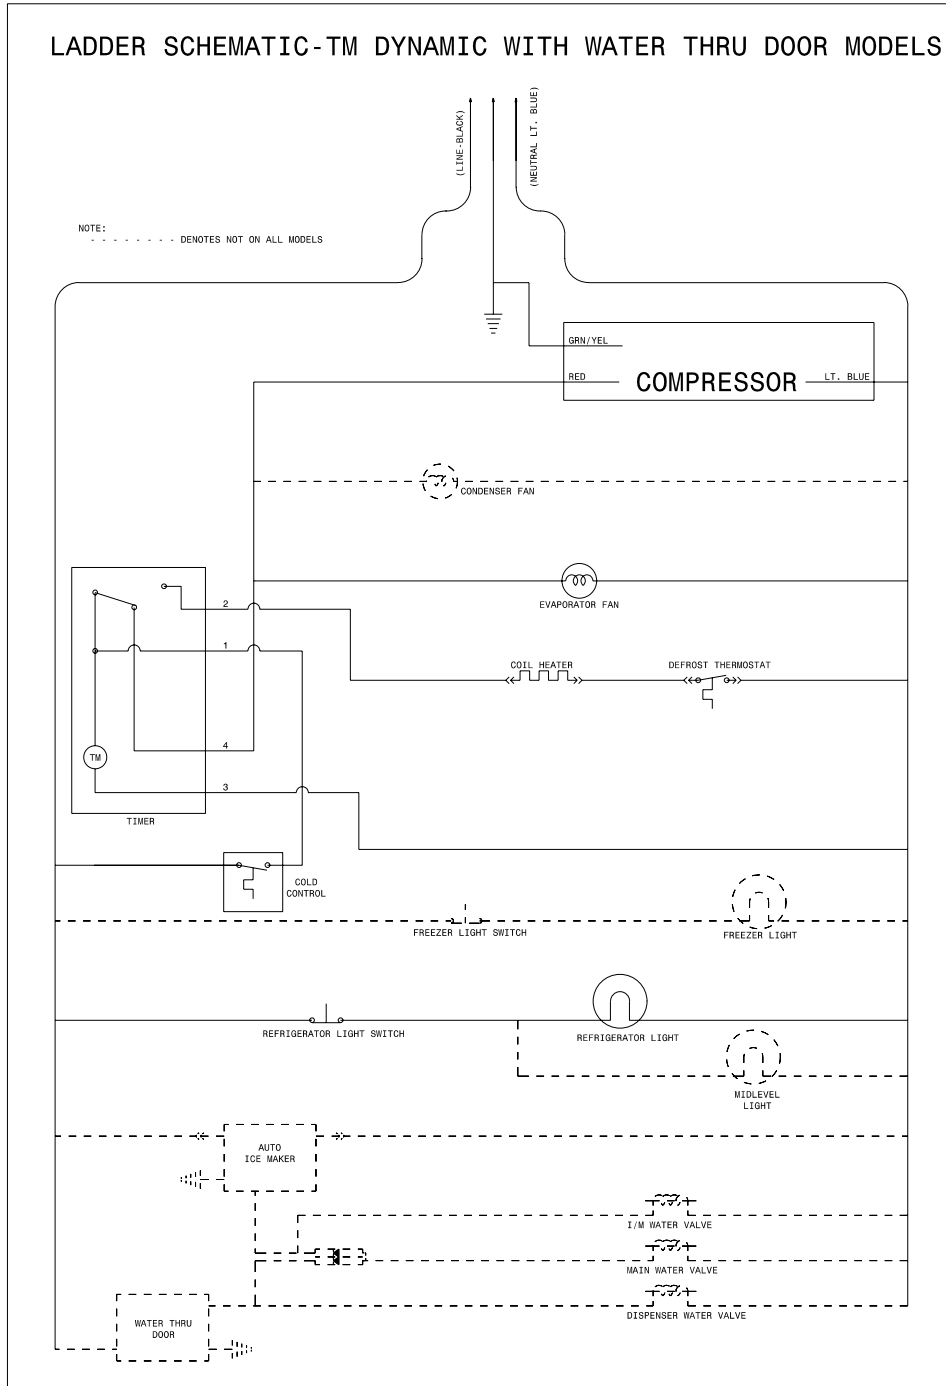 LADDER SCHEMATIC-TM DYNAMIC WITH WATER THRU DOOR MODELS
(LINE-BLACK)
(NEUTRAL LT. BLUE)
NOTE:
- - - - - - - - DENOTES NOT ON ALL MODELS
GRN/YEL
RED
COMPRESSOR
LT. BLUE
CONDENSER FAN
EVAPORATOR FAN
2
1
COIL HEATER
DEFROST THERMOSTAT
4
TM
3
TIMER
COLD
CONTROL
FREEZER LIGHT SWITCH
FREEZER LIGHT
REFRIGERATOR LIGHT SWITCH
REFRIGERATOR LIGHT
MIDLEVEL
LIGHT
AUTO
ICE MAKER
I/M WATER VALVE
MAIN WATER VALVE
DISPENSER WATER VALVE
WATER THRU
DOOR